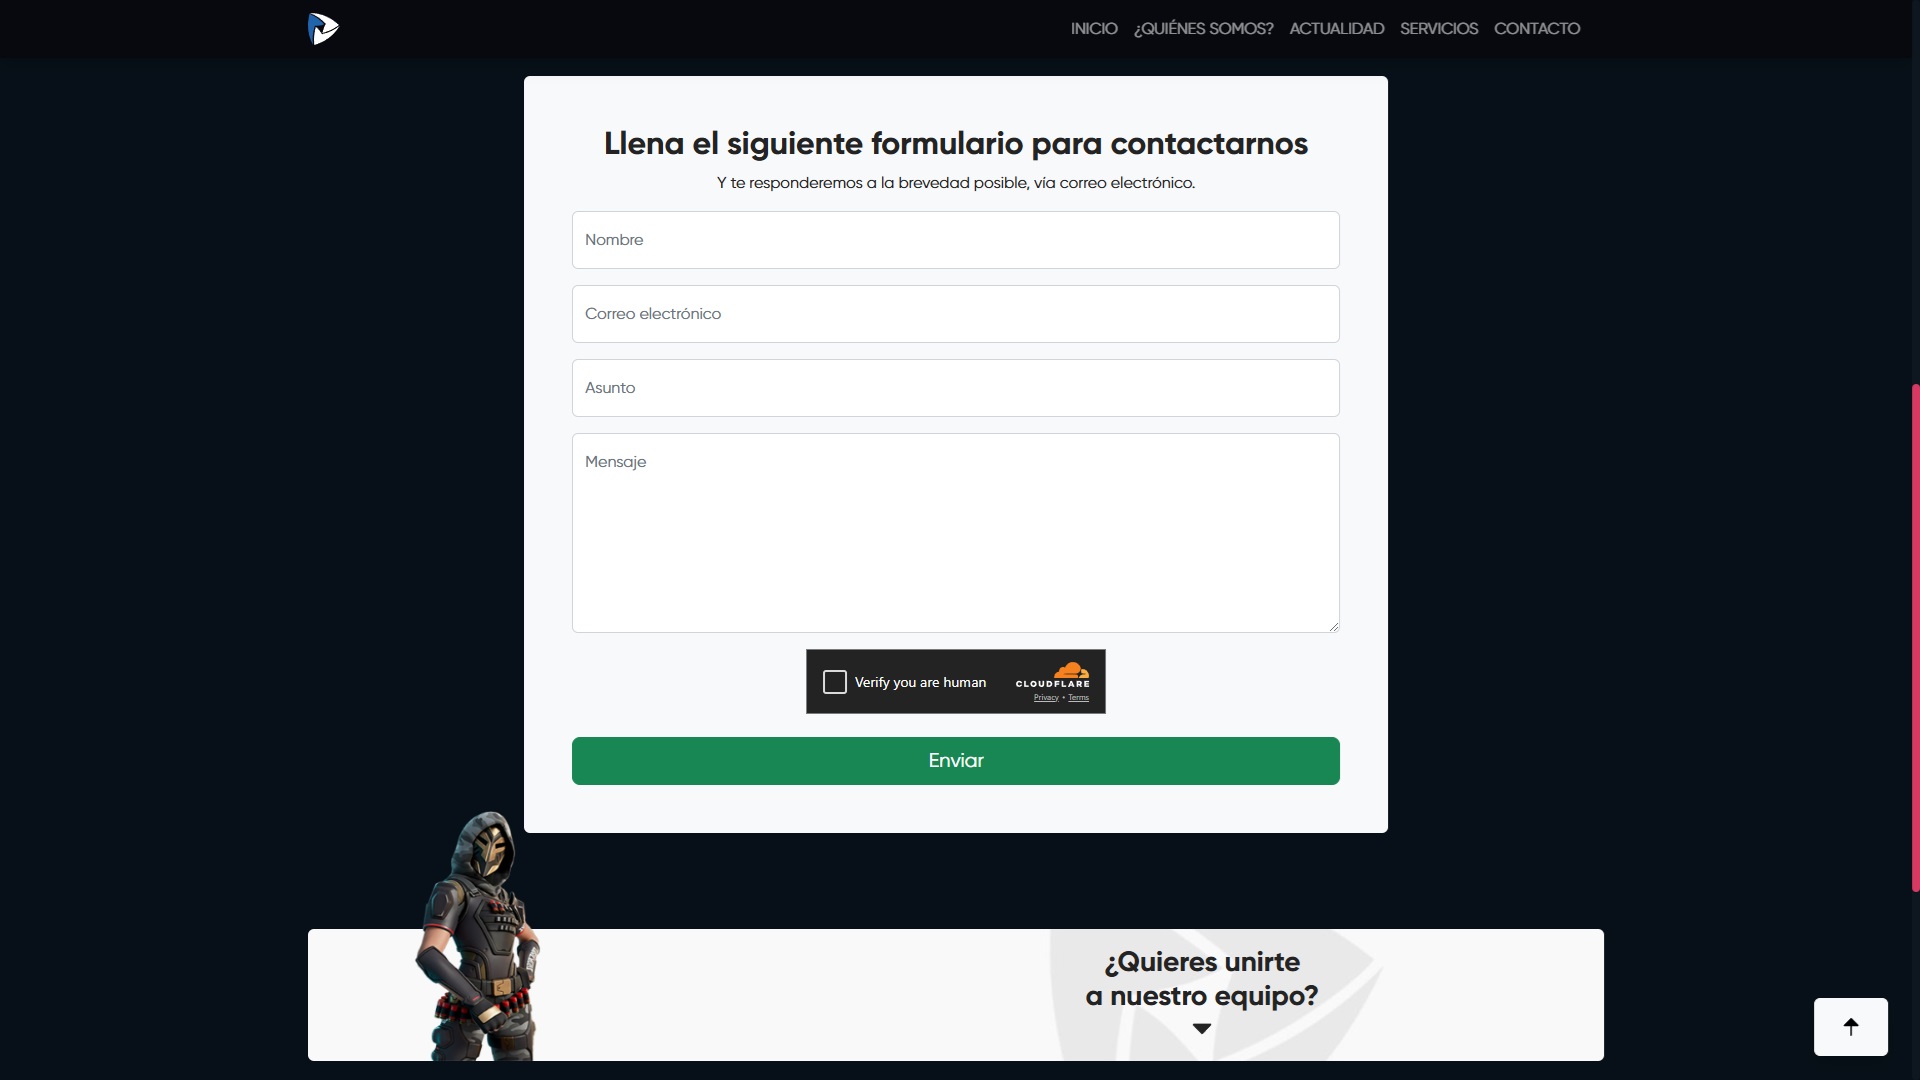 INICIO ¿QUIÉNES SOMOS? ACTUALIDAD SERVICIOS CONTACTO
Llena el siguiente formulario para contactarnos
Y te responderemos a la brevedad posible, vía correo electrónico.
Nombre
Correo electrónico
Asunto
Mensaje
Verify you are human
CLOUDFLARE
Privacy • Terms
Enviar
¿Quieres unirte
a nuestro equipo?